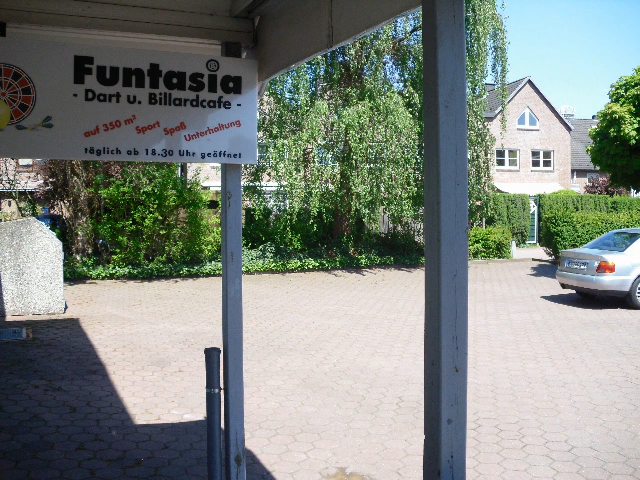 Funtasia®
- Dart u. Billardcafe -
auf 350 m² Sport Spaß Unterhaltung
täglich ab 18.30 Uhr geöffnet